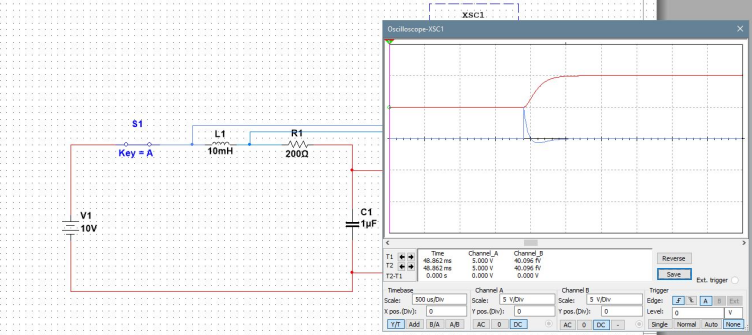 XSC1
Oscilloscope-XSC1
S1
Key = A
L1
10mH
R1
200Ω
V1
10V
C1
1µF
T1
T2
T2-T1
Time Channel_A Channel_B
48.862 ms 5.000 V 40.096 fV
48.862 ms 5.000 V 40.096 fV
0.000 s 0.000 V 0.000 V
Reverse
Save
Ext. trigger
Timebase
Scale: 500 us/Div
X pos.(Div): 0
Y/T Add B/A A/B
Channel A
Scale: 5 V/Div
Y pos.(Div): 0
AC 0 DC
Channel B
Scale: 5 V/Div
Y pos.(Div): 0
AC 0 DC -
Trigger
Edge: A B Ext
Level: 0 V
Single Normal Auto None